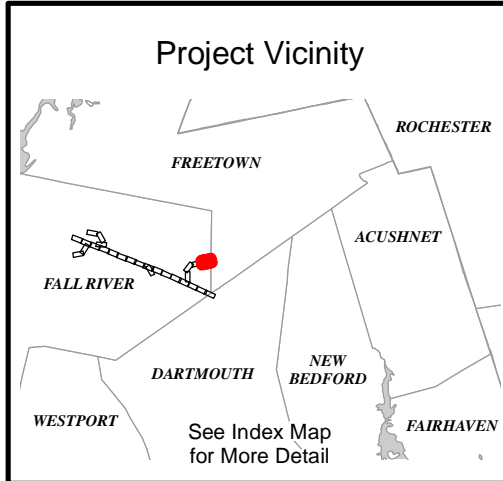 Project Vicinity
ROCHESTER
FREETOWN
ACUSHNET
FALL RIVER
DARTMOUTH
NEW
BEDFORD
WESTPORT
FAIRHAVEN
See Index Map
for More Detail